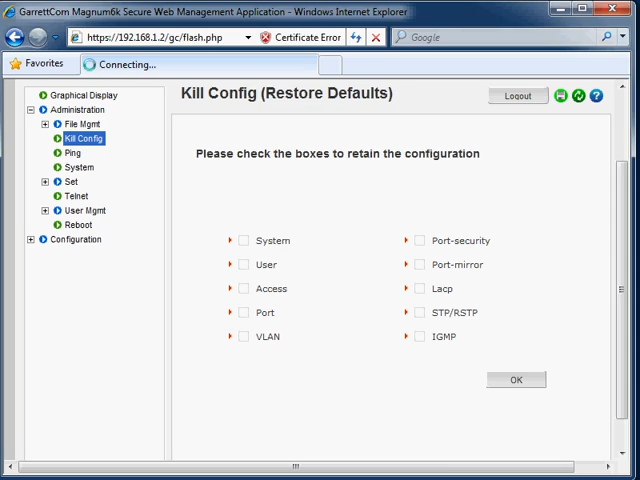 GarrettCom Magnum6k Secure Web Management Application - Windows Internet Explorer
https://192.168.1.2/gc/flash.php
Certificate Error
Google
Favorites
Connecting...
Graphical Display
Administration
File Mgmt
Kill Config
Ping
System
Set
Telnet
User Mgmt
Reboot
Configuration
Kill Config (Restore Defaults)
Logout
Please check the boxes to retain the configuration
System
Port-security
User
Port-mirror
Access
Lacp
Port
STP/RSTP
VLAN
IGMP
OK